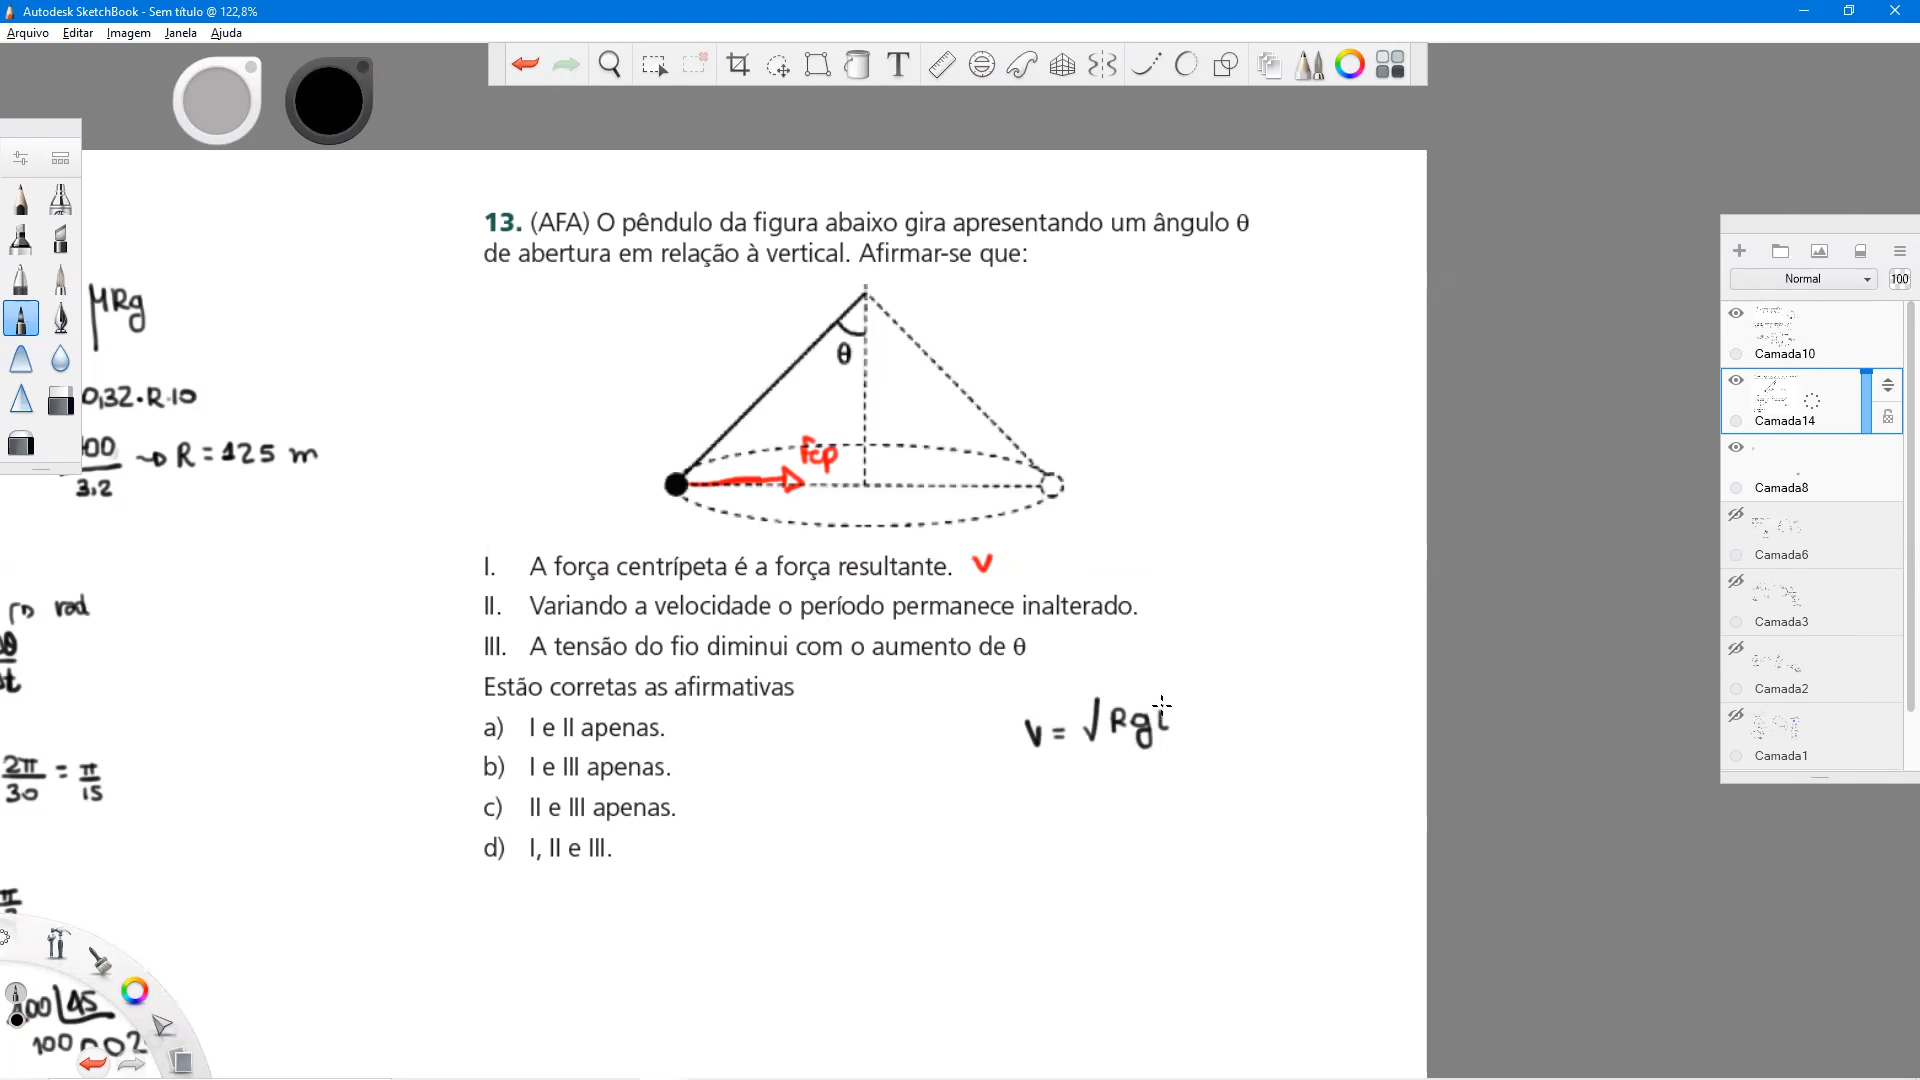 Autodesk SketchBook - Sem título @ 122,8%
Arquivo Editar Imagem Janela Ajuda
Normal 100
Camada10
Camada14
Camada8
Camada6
Camada3
Camada2
Camada1
μRg
0,32.R.10
00/3,2 → R = 125 m
rad
2π/30 = π/15
13. (AFA) O pêndulo da figura abaixo gira apresentando um ângulo θ
de abertura em relação à vertical. Afirmar-se que:
θ
Fcp
I. A força centrípeta é a força resultante. V
II. Variando a velocidade o período permanece inalterado.
III. A tensão do fio diminui com o aumento de θ
Estão corretas as afirmativas
a) I e II apenas.
b) I e III apenas.
c) II e III apenas.
d) I, II e III.
V = √Rg